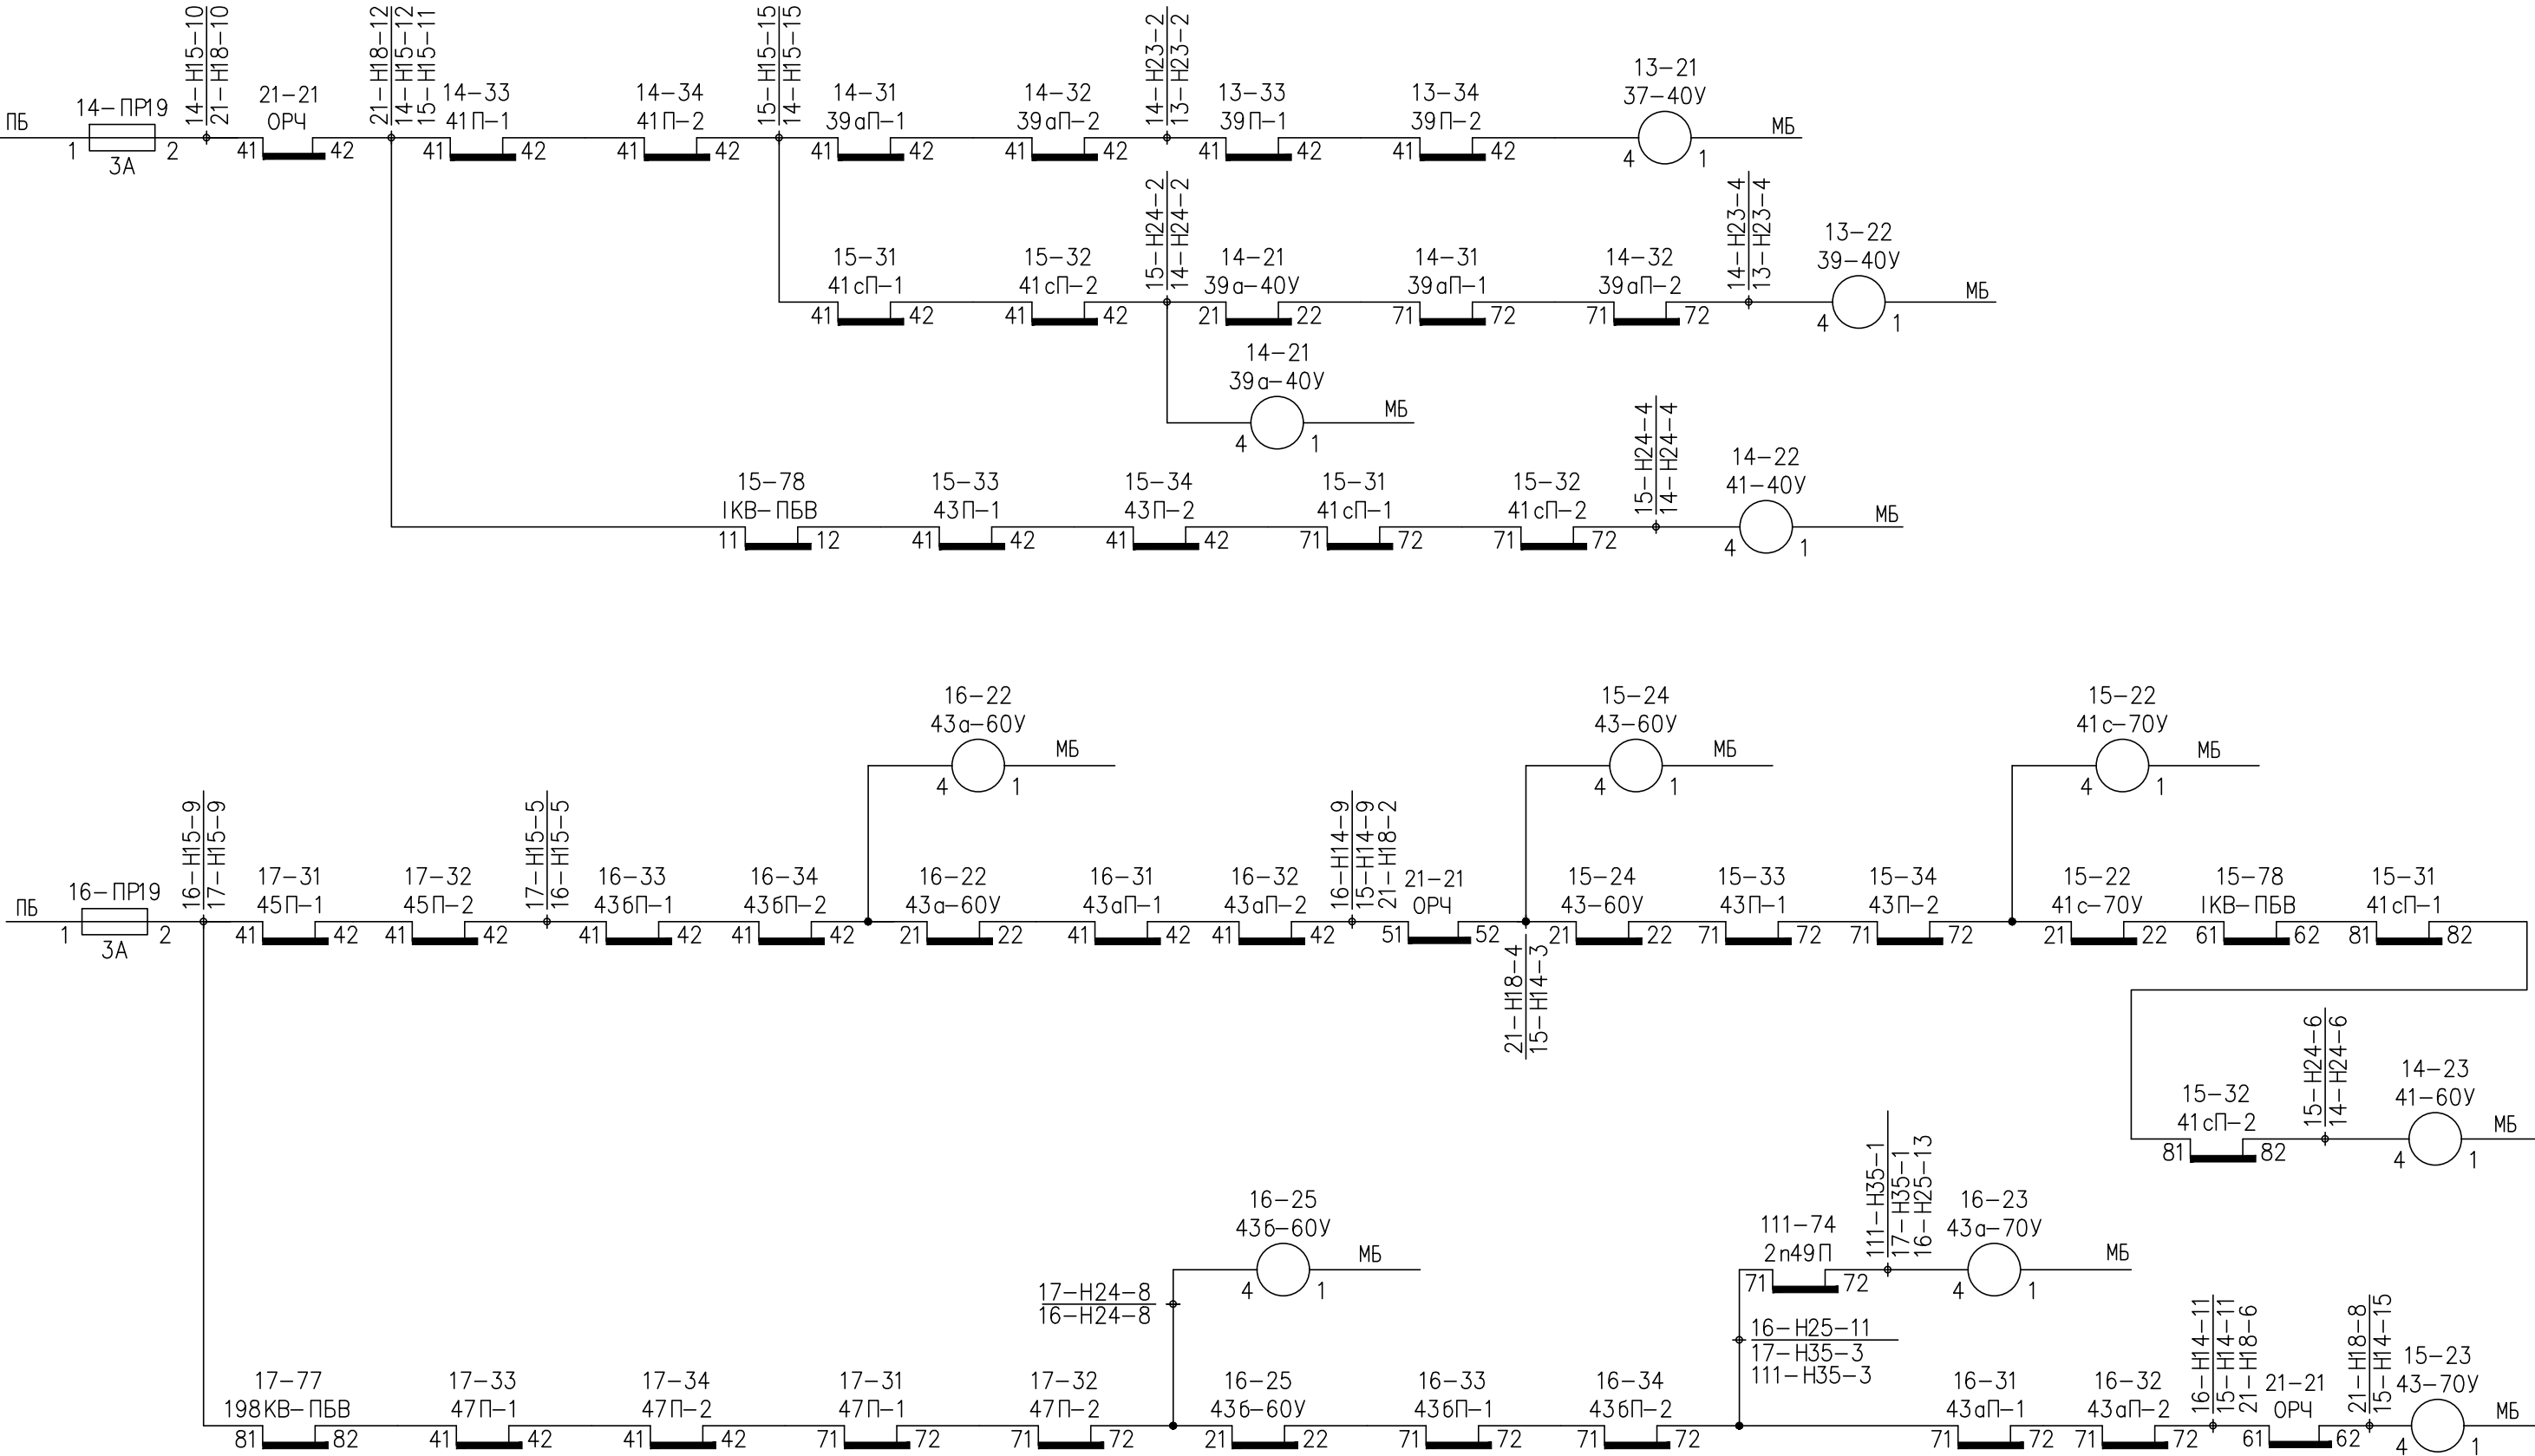 14-Н15-10
21-Н18-10
21-Н18-12
14-Н15-12
15-Н15-11
15-Н15-15
14-Н15-15
14-Н23-2
13-Н23-2
ПБ
14-ПР19
1 2
3А
21-21
ОРЧ
41 42
14-33
41П-1
41 42
14-34
41П-2
41 42
14-31
39аП-1
41 42
14-32
39аП-2
41 42
13-33
39П-1
41 42
13-34
39П-2
41 42
13-21
37-40У
4 1
МБ
15-31
41сП-1
41 42
15-32
41сП-2
41 42
15-Н24-2
14-Н24-2
14-21
39а-40У
21 22
14-31
39аП-1
71 72
14-32
39аП-2
71 72
14-Н23-4
13-Н23-4
13-22
39-40У
4 1
МБ
14-21
39а-40У
4 1
МБ
15-78
IКВ-ПБВ
11 12
15-33
43П-1
41 42
15-34
43П-2
41 42
15-31
41сП-1
71 72
15-32
41сП-2
71 72
15-Н24-4
14-Н24-4
14-22
41-40У
4 1
МБ
16-22
43а-60У
4 1
МБ
15-24
43-60У
4 1
МБ
15-22
41с-70У
4 1
МБ
ПБ
16-ПР19
1 2
3А
16-Н15-9
17-Н15-9
17-31
45П-1
41 42
17-32
45П-2
41 42
17-Н15-5
16-Н15-5
16-33
43бП-1
41 42
16-34
43бП-2
41 42
16-22
43а-60У
21 22
16-31
43аП-1
41 42
16-32
43аП-2
41 42
16-Н14-9
15-Н14-9
21-Н18-2
21-21
ОРЧ
51 52
21-Н18-4
15-Н14-3
15-24
43-60У
21 22
15-33
43П-1
71 72
15-34
43П-2
71 72
15-22
41с-70У
21 22
15-78
IКВ-ПБВ
61 62
15-31
41сП-1
81 82
15-32
41сП-2
81 82
15-Н24-6
14-Н24-6
14-23
41-60У
4 1
МБ
16-25
43б-60У
4 1
МБ
17-Н24-8
16-Н24-8
111-74
2п49П
71 72
111-Н35-1
17-Н35-1
16-Н25-13
16-23
43а-70У
4 1
МБ
16-Н25-11
17-Н35-3
111-Н35-3
17-77
198КВ-ПБВ
81 82
17-33
47П-1
41 42
17-34
47П-2
41 42
17-31
47П-1
71 72
17-32
47П-2
71 72
16-25
43б-60У
21 22
16-33
43бП-1
71 72
16-34
43бП-2
71 72
16-31
43аП-1
71 72
16-32
43аП-2
71 72
16-Н14-11
15-Н14-11
21-Н18-6
21-21
ОРЧ
61 62
21-Н18-8
15-Н14-15
15-23
43-70У
4 1
МБ